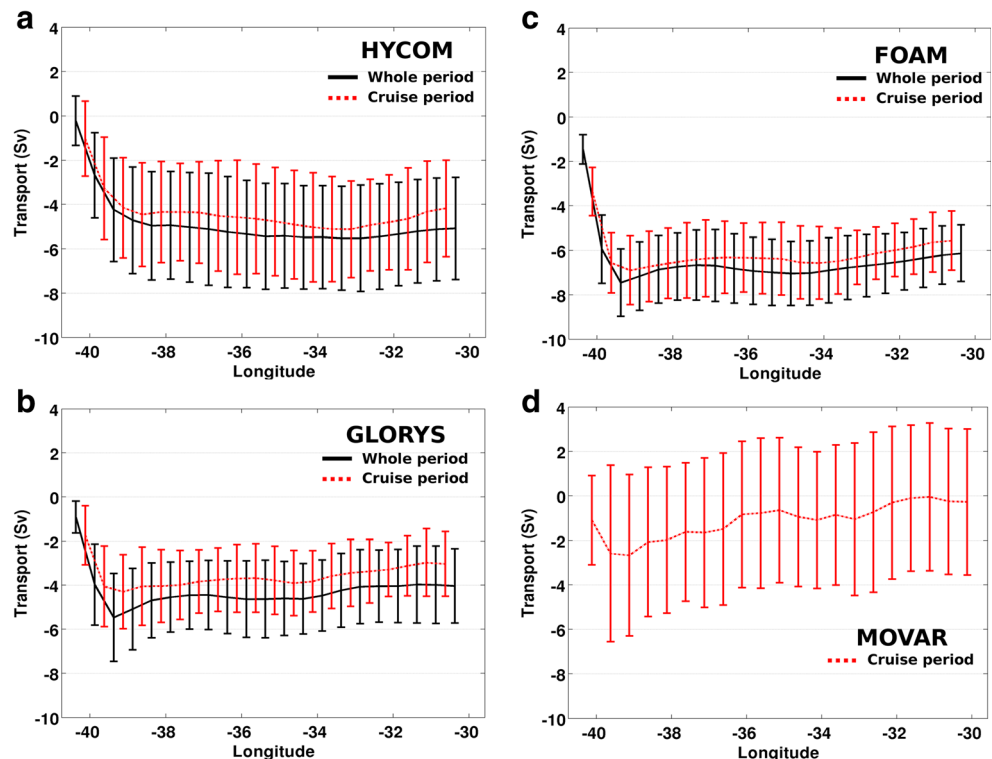 a
HYCOM
Whole period
Cruise period
Transport (Sv)
4
2
0
-2
-4
-6
-8
-10
-40
-38
-36
-34
-32
-30
Longitude
b
GLORYS
Whole period
Cruise period
Transport (Sv)
4
2
0
-2
-4
-6
-8
-10
-40
-38
-36
-34
-32
-30
Longitude
c
FOAM
Whole period
Cruise period
Transport (Sv)
4
2
0
-2
-4
-6
-8
-10
-40
-38
-36
-34
-32
-30
Longitude
d
MOVAR
Cruise period
Transport (Sv)
4
2
0
-2
-4
-6
-8
-10
-40
-38
-36
-34
-32
-30
Longitude